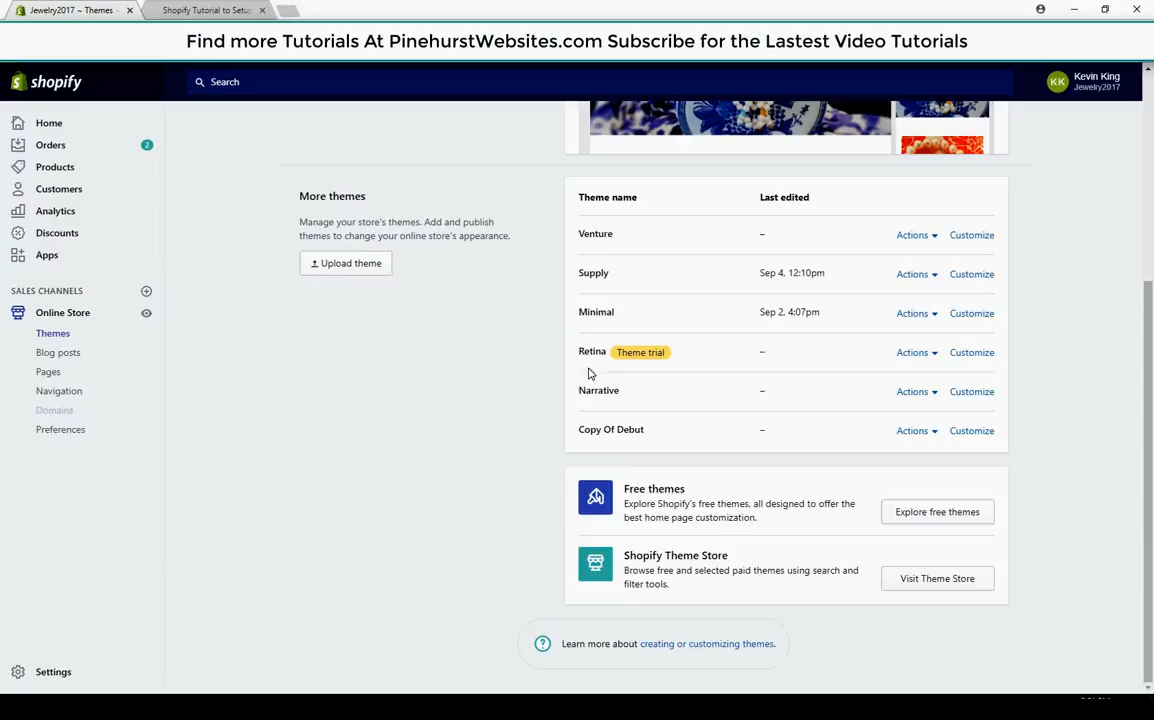 Jewelry2017 ~ Themes
Shopify Tutorial to Setu
Find more Tutorials At PinehurstWebsites.com Subscribe for the Lastest Video Tutorials
shopify
Search
KK
Kevin King
Jewelry2017
Home
Orders 2
Products
Customers
Analytics
Discounts
Apps
SALES CHANNELS
Online Store
Themes
Blog posts
Pages
Navigation
Domains
Preferences
Settings
More themes
Manage your store's themes. Add and publish
themes to change your online store's appearance.
Upload theme
Theme name Last edited
Venture – Actions Customize
Supply Sep 4, 12:10pm Actions Customize
Minimal Sep 2, 4:07pm Actions Customize
Retina Theme trial – Actions Customize
Narrative – Actions Customize
Copy Of Debut – Actions Customize
Free themes
Explore Shopify's free themes, all designed to offer the
best home page customization.
Explore free themes
Shopify Theme Store
Browse free and selected paid themes using search and
filter tools.
Visit Theme Store
? Learn more about creating or customizing themes.